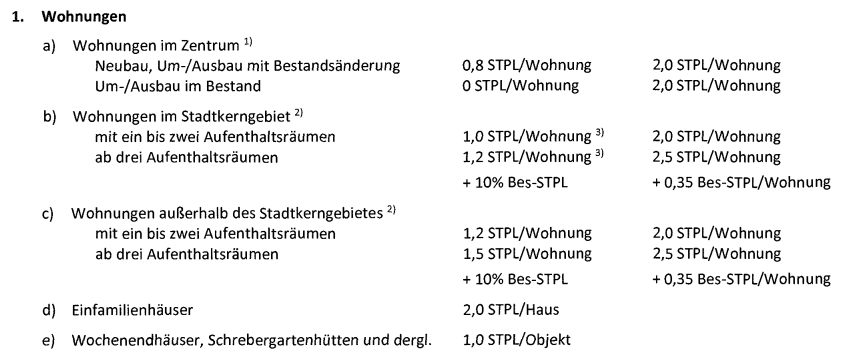 1. Wohnungen
a) Wohnungen im Zentrum 1)
Neubau, Um-/Ausbau mit Bestandsänderung 0,8 STPL/Wohnung 2,0 STPL/Wohnung
Um-/Ausbau im Bestand 0 STPL/Wohnung 2,0 STPL/Wohnung
b) Wohnungen im Stadtkerngebiet 2)
mit ein bis zwei Aufenthaltsräumen 1,0 STPL/Wohnung 3) 2,0 STPL/Wohnung
ab drei Aufenthaltsräumen 1,2 STPL/Wohnung 3) 2,5 STPL/Wohnung
+ 10% Bes-STPL + 0,35 Bes-STPL/Wohnung
c) Wohnungen außerhalb des Stadtkerngebietes 2)
mit ein bis zwei Aufenthaltsräumen 1,2 STPL/Wohnung 2,0 STPL/Wohnung
ab drei Aufenthaltsräumen 1,5 STPL/Wohnung 2,5 STPL/Wohnung
+ 10% Bes-STPL + 0,35 Bes-STPL/Wohnung
d) Einfamilienhäuser 2,0 STPL/Haus
e) Wochenendhäuser, Schrebergartenhütten und dergl. 1,0 STPL/Objekt